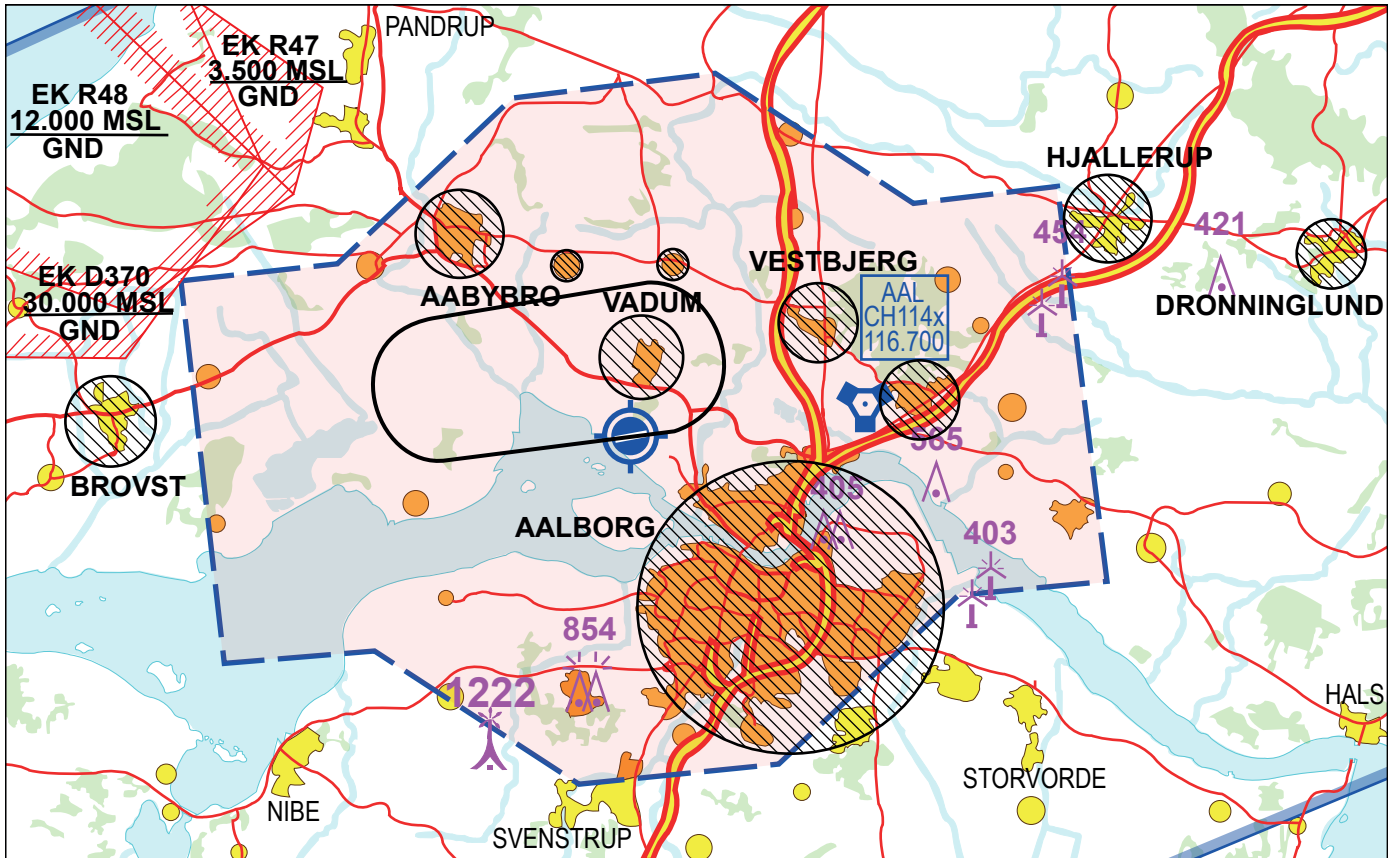 PANDRUP
EK R47
3.500 MSL
GND
EK R48
12.000 MSL
GND
HJALLERUP
454
421
VESTBJERG
EK D370
30.000 MSL
GND
AABYBRO
VADUM
AAL
CH114x
116.700
DRONNINGLUND
BROVST
585
405
AALBORG
403
854
1222
HALS
STORVORDE
NIBE
SVENSTRUP